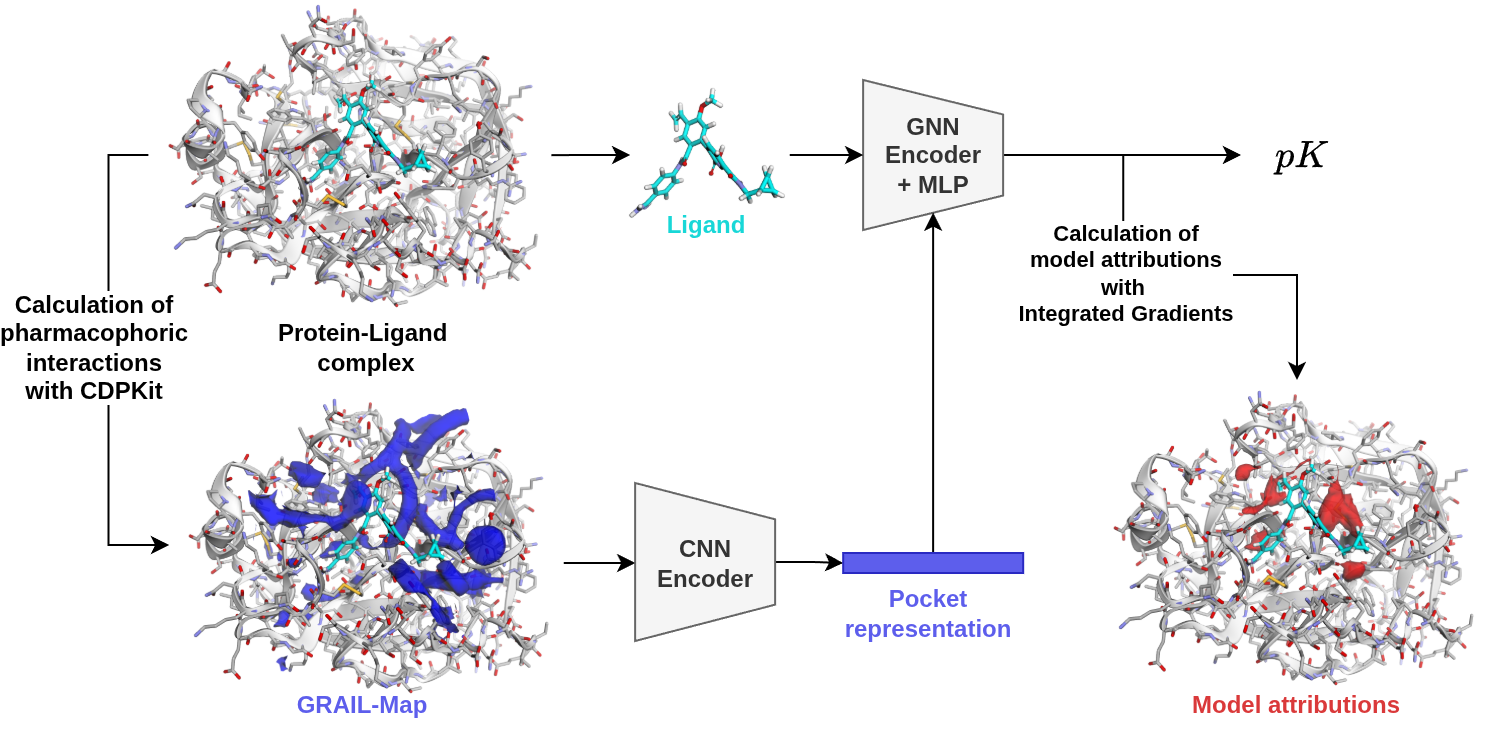 GNN
Encoder
+ MLP
pK
Ligand
Calculation of
model attributions
with
Integrated Gradients
Calculation of
pharmacophoric
interactions
with CDPKit
Protein-Ligand
complex
CNN
Encoder
Pocket
representation
GRAIL-Map
Model attributions